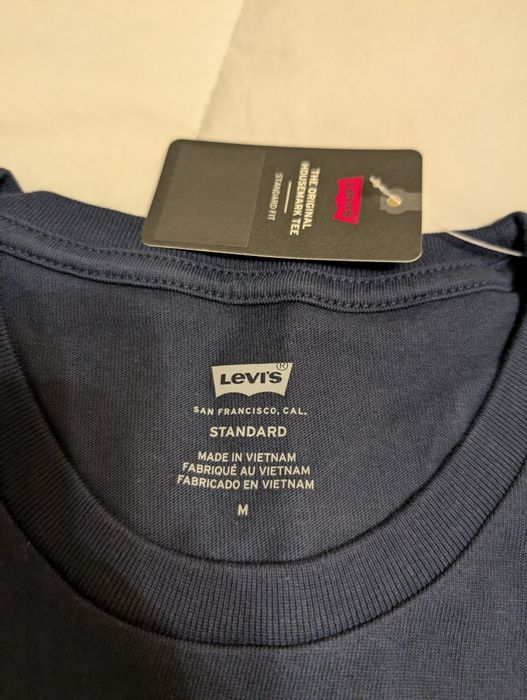 THE ORIGINAL
HOUSEMARK TEE
STANDARD FIT
LEVI'S
LEVI'S®
SAN FRANCISCO, CAL.
STANDARD
MADE IN VIETNAM
FABRIQUÉ AU VIETNAM
FABRICADO EN VIETNAM
M